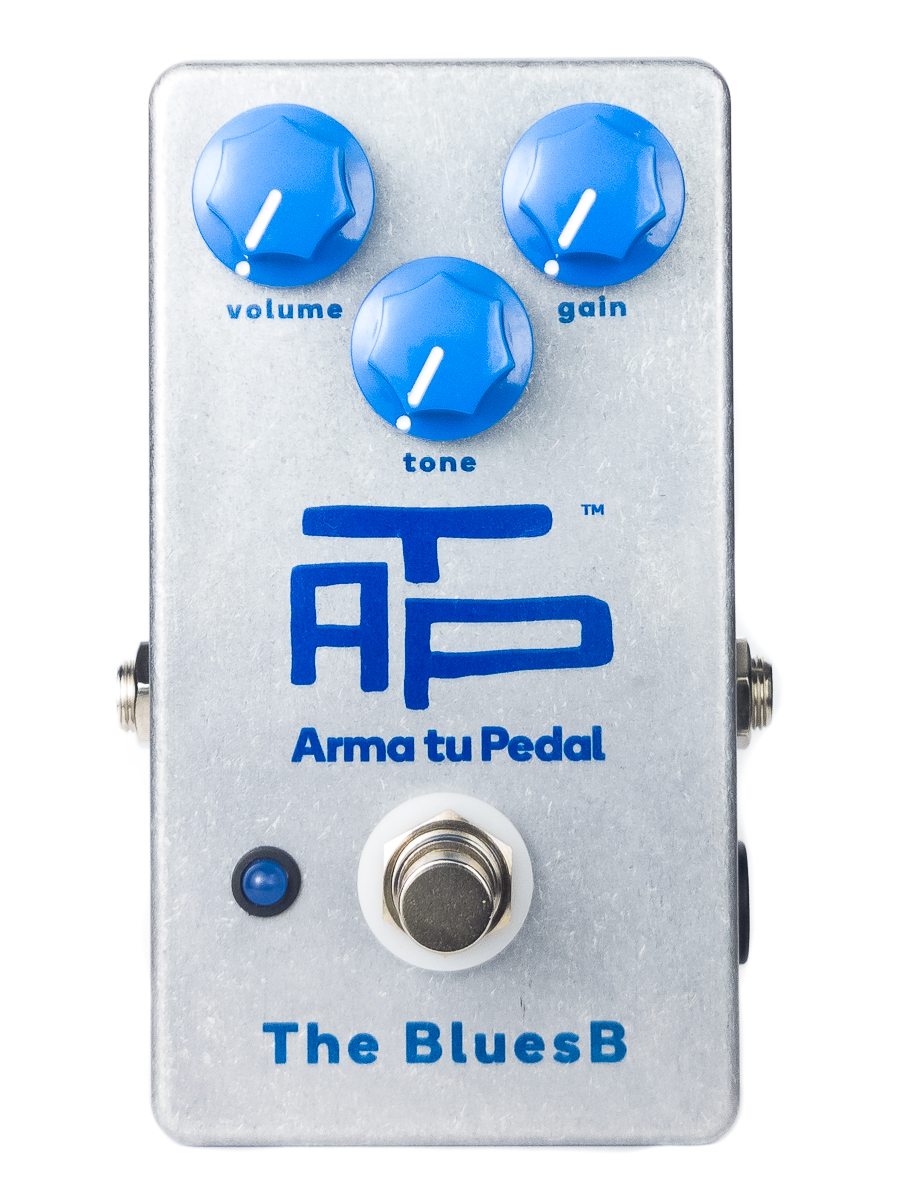 volume
gain
tone
ATP ™
Arma tu Pedal
The BluesB